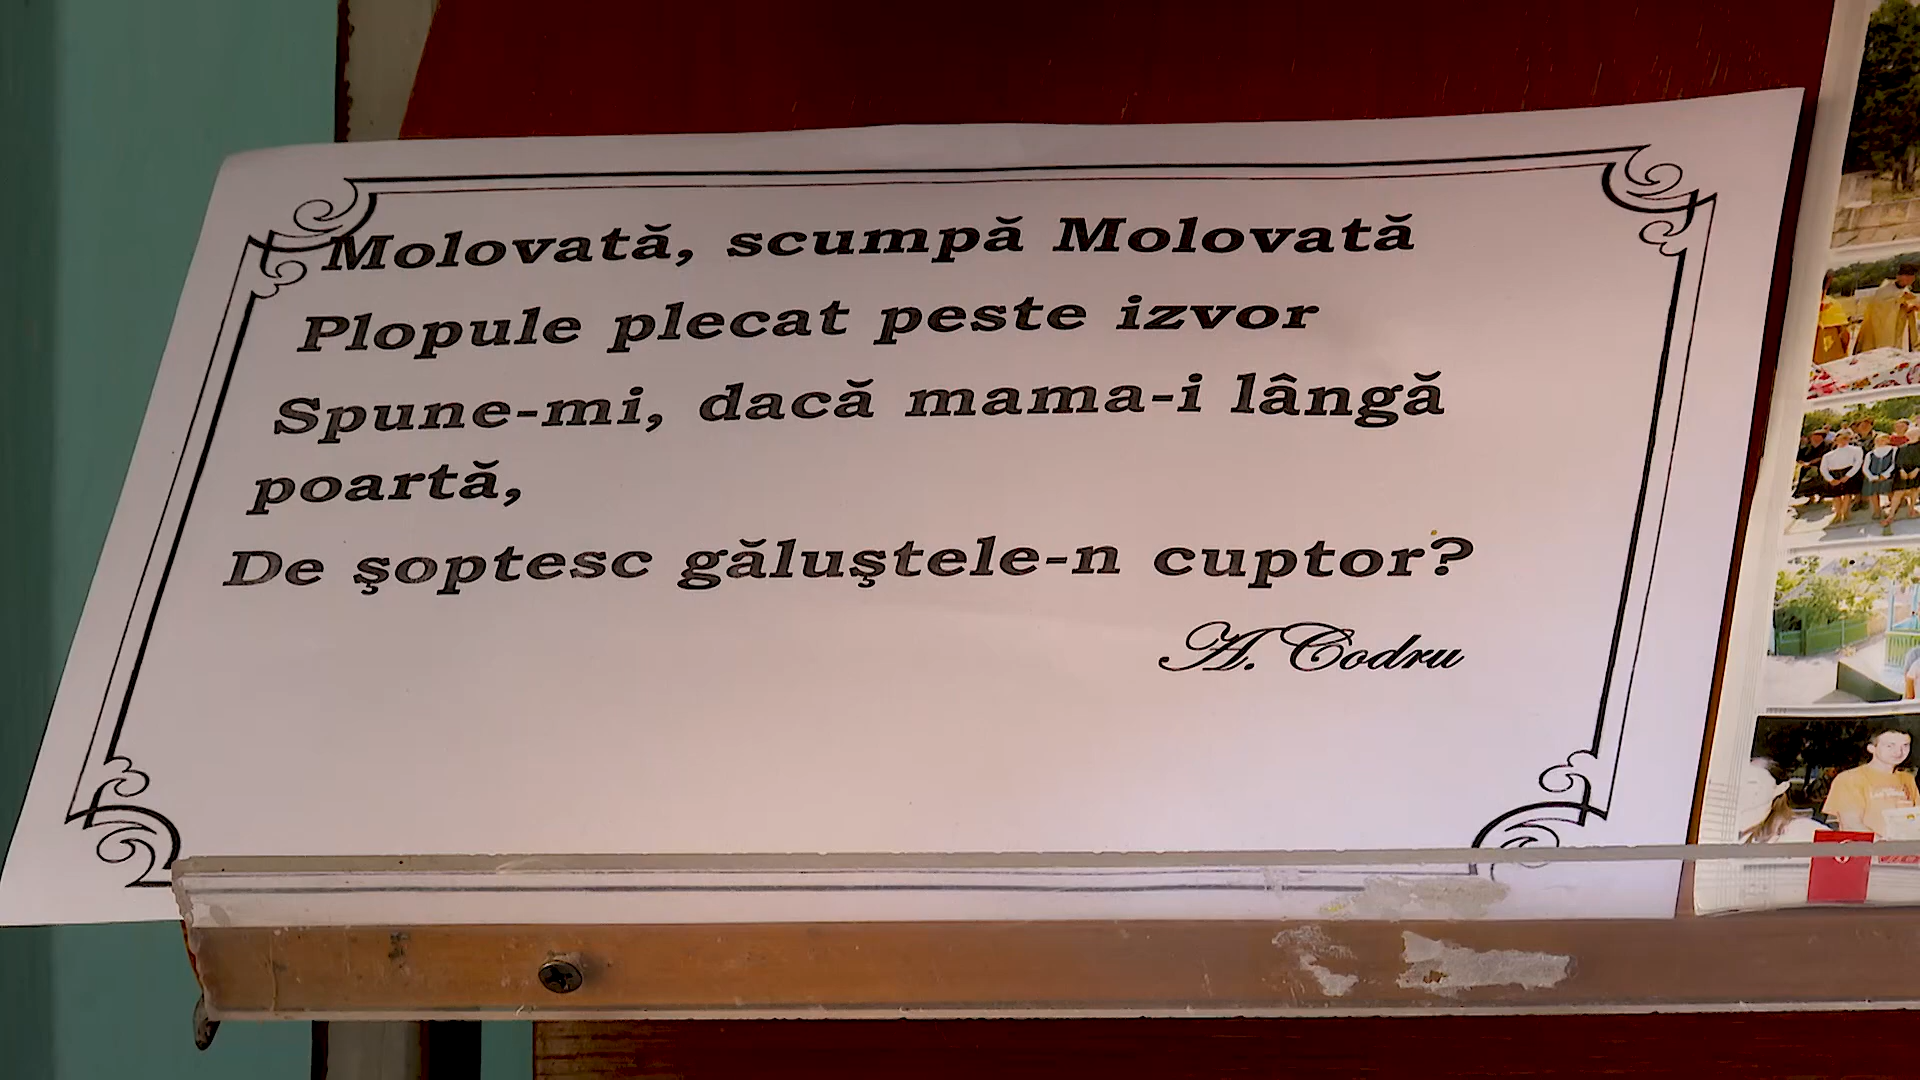 Molovată, scumpă Molovată
Plopule plecat peste izvor
Spune-mi, dacă mama-i lângă
poartă,
De şoptesc găluştele-n cuptor?
A. Codru